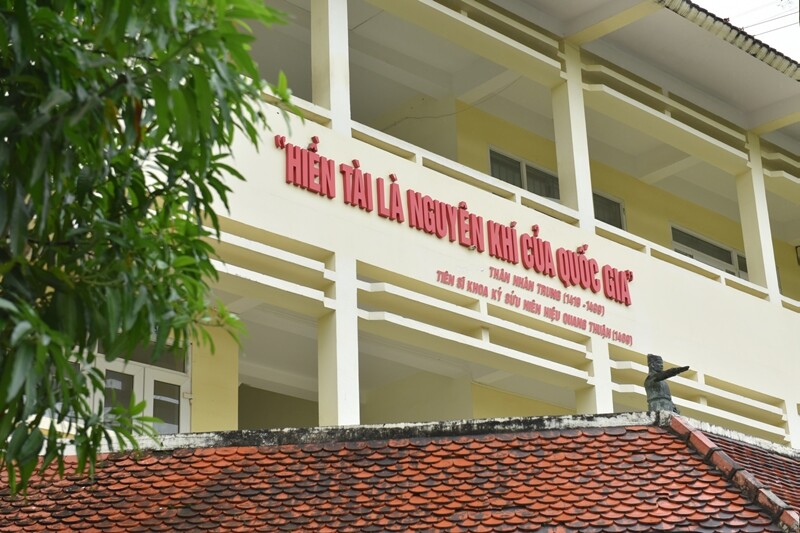 "HIỀN TÀI LÀ NGUYÊN KHÍ CỦA QUỐC GIA"
THÂN NHÂN TRUNG (1419 - 1499)
TIẾN SĨ KHOA KỶ SỬU NIÊN HIỆU QUANG THUẬN (1469)